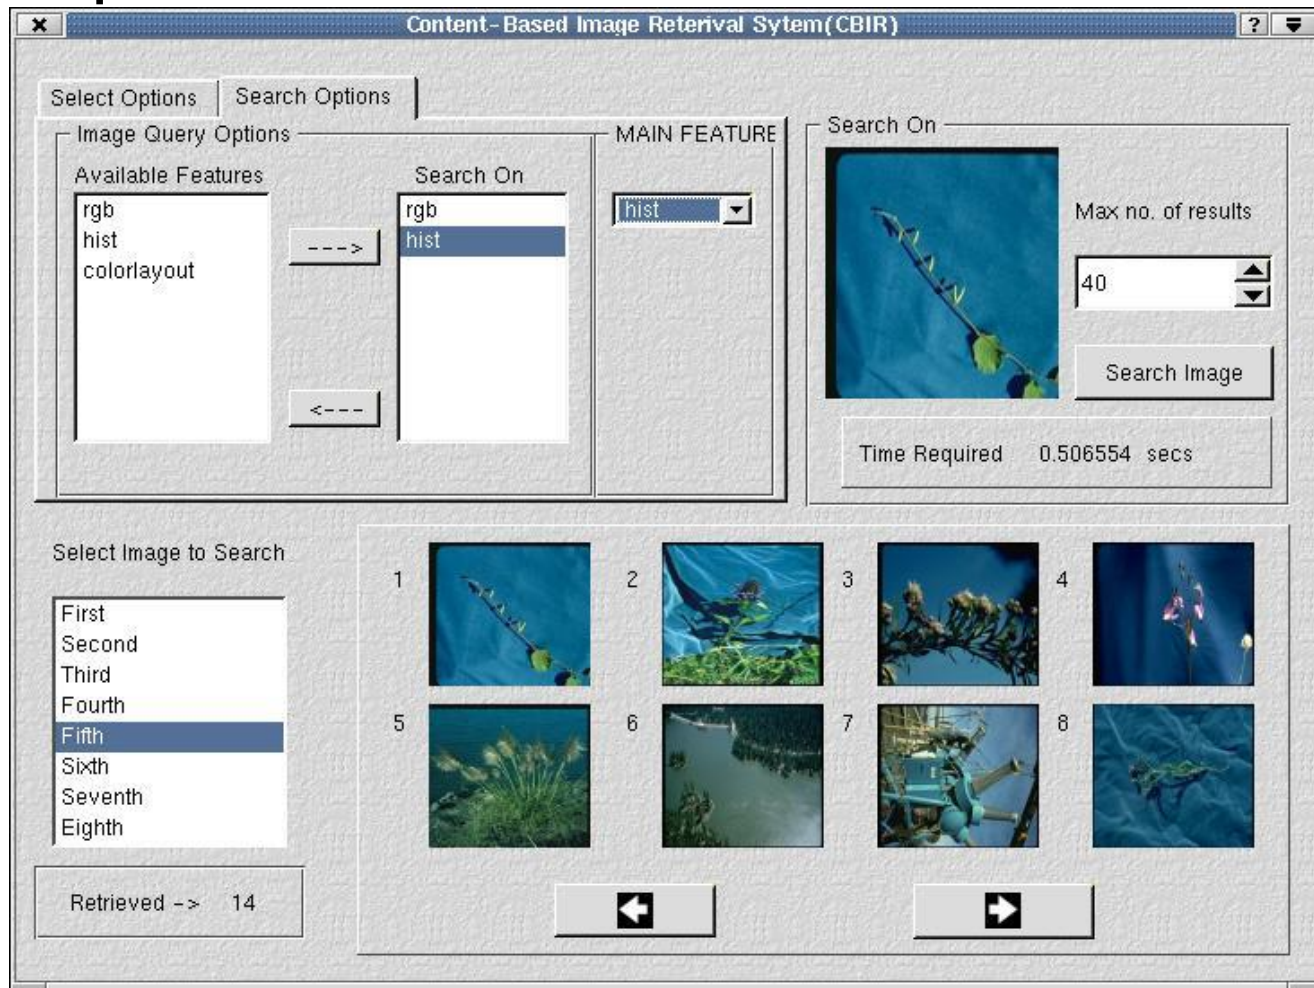 Content-Based Image Reterival Sytem(CBIR)
?
Select Options
Search Options
Image Query Options
MAIN FEATURE
Available Features
Search On
rgb
hist
colorlayout
--->
<---
rgb
hist
hist
Search On
Max no. of results
40
Search Image
Time Required 0.506554 secs
Select Image to Search
First
Second
Third
Fourth
Fifth
Sixth
Seventh
Eighth
Retrieved -> 14
1
2
3
4
5
6
7
8